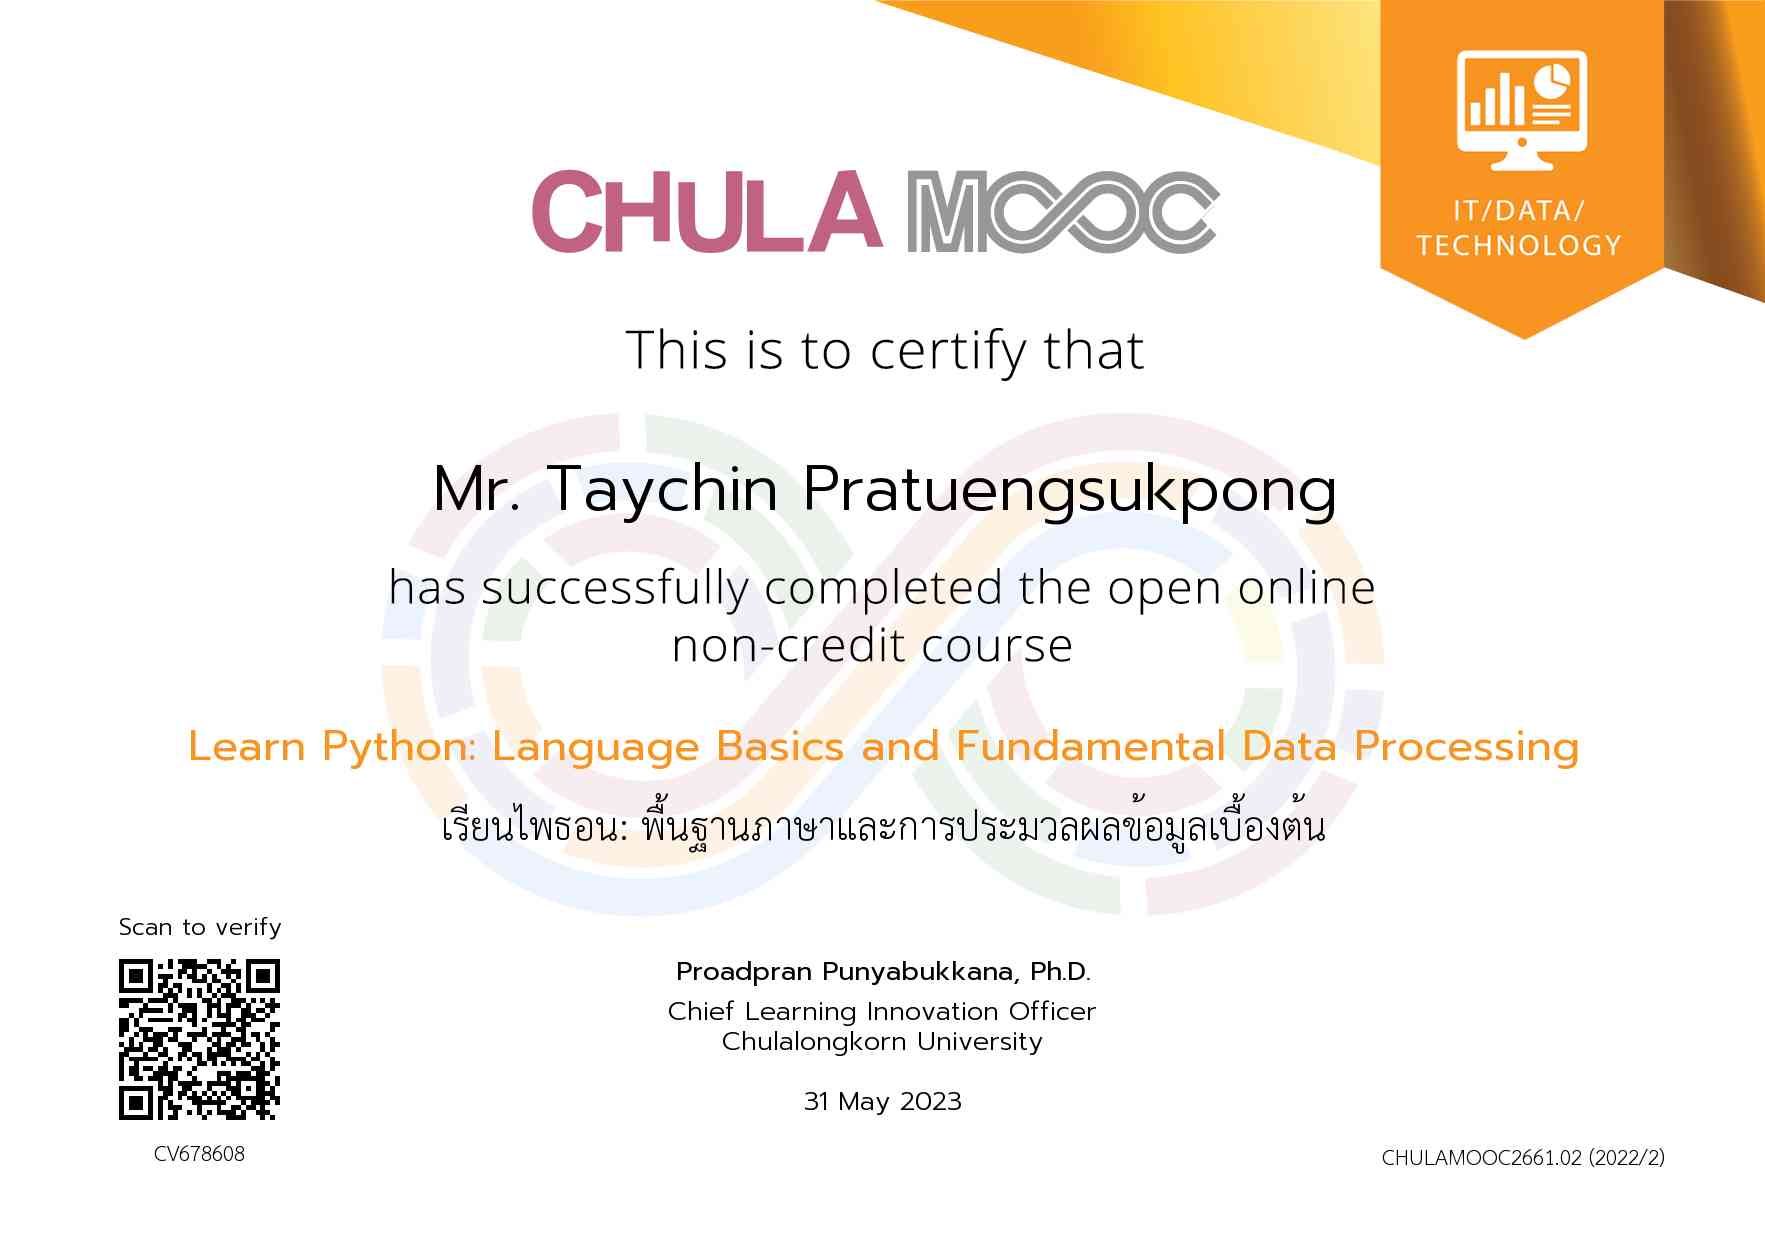 IT/DATA/
TECHNOLOGY
CHULA MOOC
This is to certify that
Mr. Taychin Pratuengsukpong
has successfully completed the open online
non-credit course
Learn Python: Language Basics and Fundamental Data Processing
เรียนไพธอน: พื้นฐานภาษาและการประมวลผลข้อมูลเบื้องต้น
Scan to verify
Proadpran Punyabukkana, Ph.D.
Chief Learning Innovation Officer
Chulalongkorn University
31 May 2023
CV678608
CHULAMOOC2661.02 (2022/2)